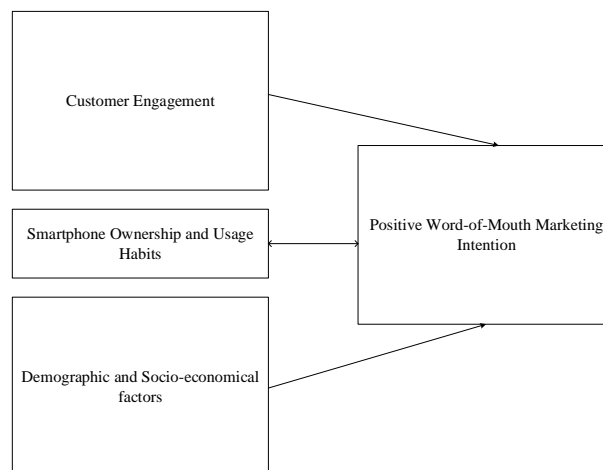 Customer Engagement
Smartphone Ownership and Usage
Habits
Positive Word-of-Mouth Marketing
Intention
Demographic and Socio-economical
factors